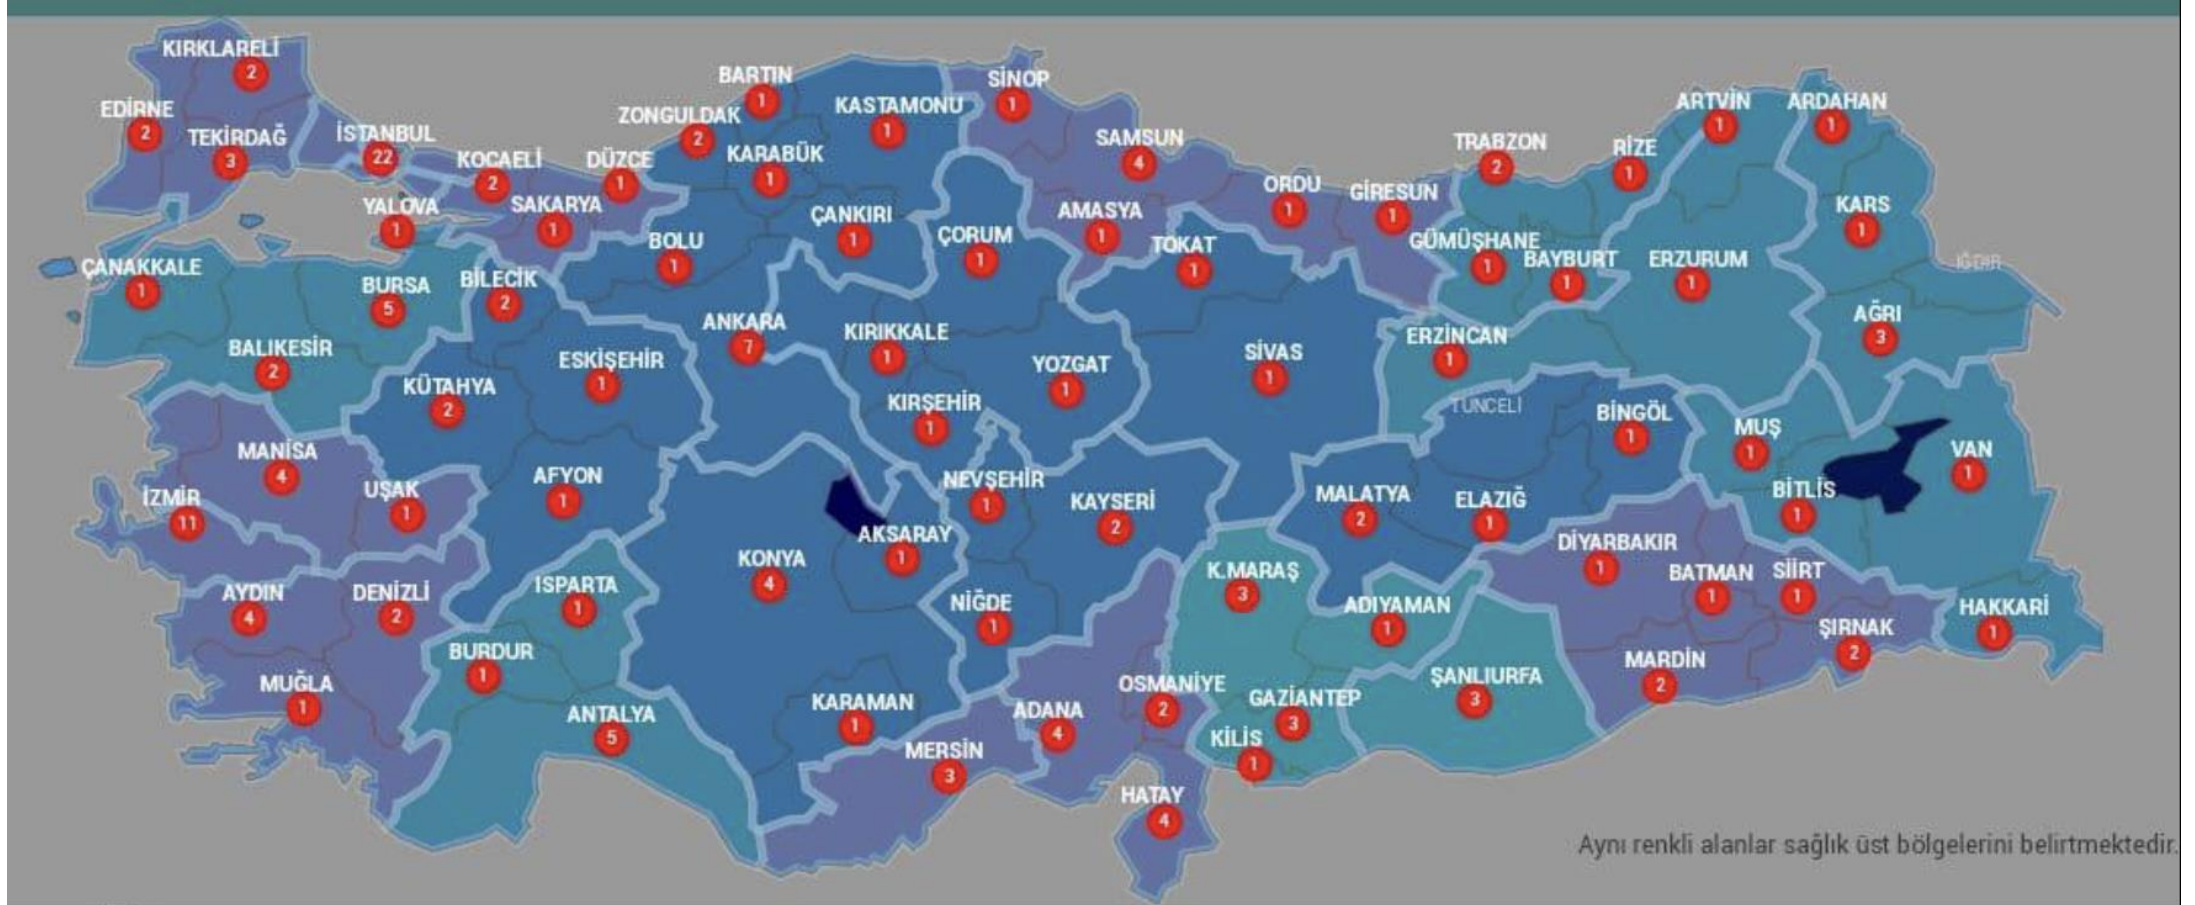 KIRKLARELİ
2
EDİRNE
2
TEKİRDAĞ
3
İSTANBUL
22
KOCAELİ
2
DÜZCE
1
YALOVA
1
SAKARYA
1
ZONGULDAK
2
BARTIN
1
KARABÜK
1
KASTAMONU
1
SİNOP
1
SAMSUN
4
AMASYA
1
ORDU
1
GİRESUN
1
TRABZON
2
RİZE
1
ARTVİN
1
ARDAHAN
1
KARS
1
IĞDIR
AĞRI
3
GÜMÜŞHANE
1
BAYBURT
1
ERZURUM
1
ERZİNCAN
1
TOKAT
1
ÇORUM
1
ÇANKIRI
1
BOLU
1
BİLECİK
2
BURSA
5
ÇANAKKALE
1
BALIKESİR
2
KÜTAHYA
2
ESKİŞEHİR
1
ANKARA
7
KIRIKKALE
1
KIRŞEHİR
1
YOZGAT
1
SİVAS
1
TUNCELİ
BİNGÖL
1
MUŞ
1
VAN
1
BİTLİS
1
ELAZIĞ
1
MALATYA
2
KAYSERİ
2
NEVŞEHİR
1
AKSARAY
1
KONYA
4
AFYON
1
UŞAK
1
MANİSA
4
İZMİR
11
AYDIN
4
DENİZLİ
2
MUĞLA
1
BURDUR
1
ISPARTA
1
ANTALYA
5
KARAMAN
1
NİĞDE
1
MERSİN
3
ADANA
4
OSMANİYE
2
HATAY
4
K.MARAŞ
3
GAZİANTEP
3
KİLİS
1
ADIYAMAN
1
ŞANLIURFA
3
DİYARBAKIR
1
BATMAN
1
SİİRT
1
MARDİN
2
ŞIRNAK
2
HAKKARİ
1
Aynı renkli alanlar sağlık üst bölgelerini belirtmektedir.